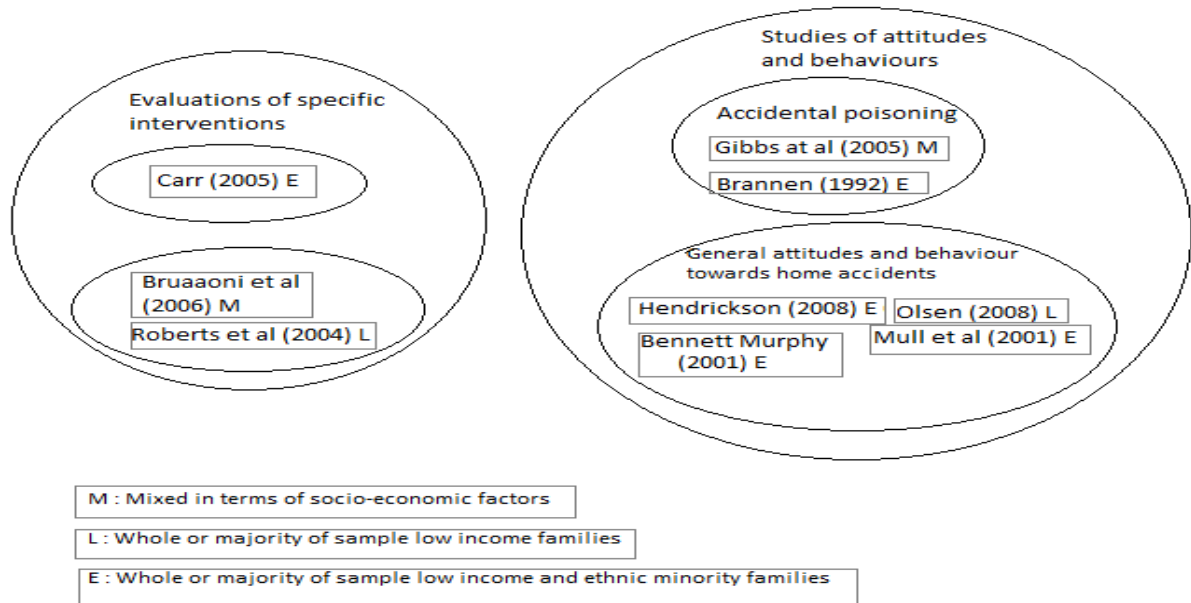 Evaluations of specific
interventions
Carr (2005) E
Bruaaoni et al
(2006) M
Roberts et al (2004) L
Studies of attitudes
and behaviours
Accidental poisoning
Gibbs at al (2005) M
Brannen (1992) E
General attitudes and behaviour
towards home accidents
Hendrickson (2008) E
Olsen (2008) L
Bennett Murphy
(2001) E
Mull et al (2001) E
M : Mixed in terms of socio-economic factors
L : Whole or majority of sample low income families
E : Whole or majority of sample low income and ethnic minority families